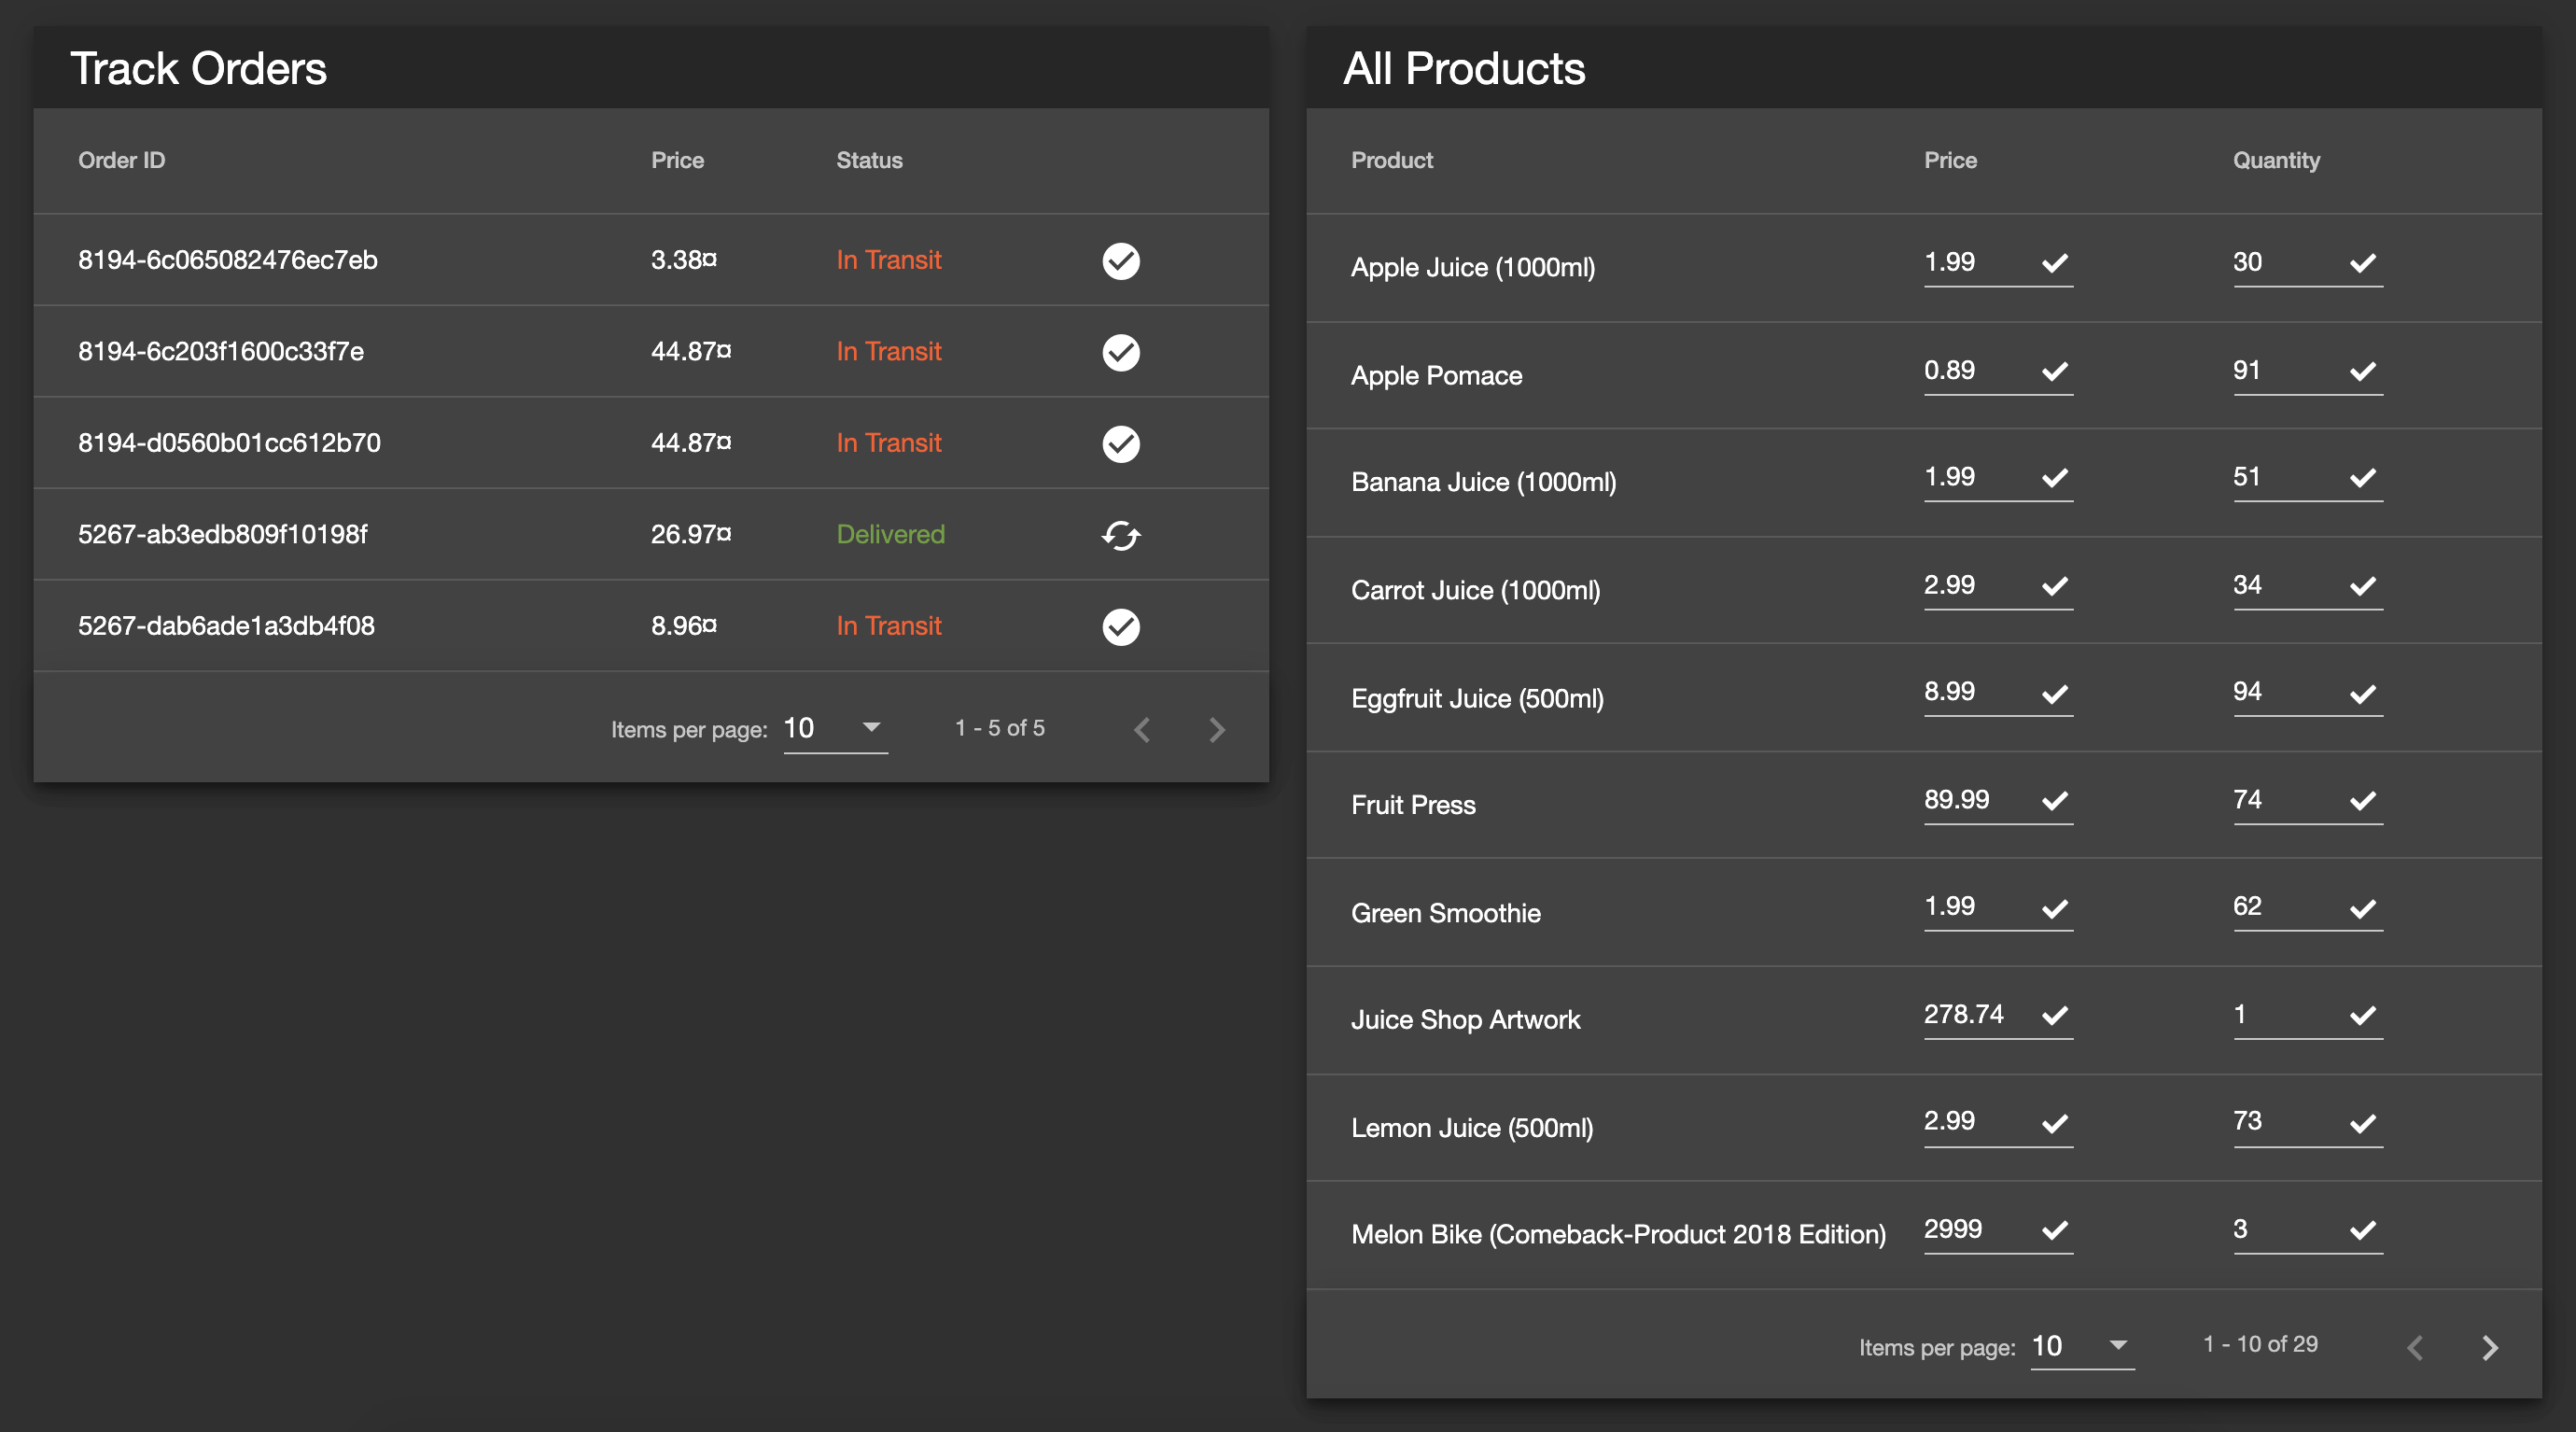 Track Orders
Order ID Price Status
8194-6c065082476ec7eb 3.38¤ In Transit
8194-6c203f1600c33f7e 44.87¤ In Transit
8194-d0560b01cc612b70 44.87¤ In Transit
5267-ab3edb809f10198f 26.97¤ Delivered
5267-dab6ade1a3db4f08 8.96¤ In Transit
Items per page: 10 1 - 5 of 5
All Products
Product Price Quantity
Apple Juice (1000ml) 1.99 30
Apple Pomace 0.89 91
Banana Juice (1000ml) 1.99 51
Carrot Juice (1000ml) 2.99 34
Eggfruit Juice (500ml) 8.99 94
Fruit Press 89.99 74
Green Smoothie 1.99 62
Juice Shop Artwork 278.74 1
Lemon Juice (500ml) 2.99 73
Melon Bike (Comeback-Product 2018 Edition) 2999 3
Items per page: 10 1 - 10 of 29